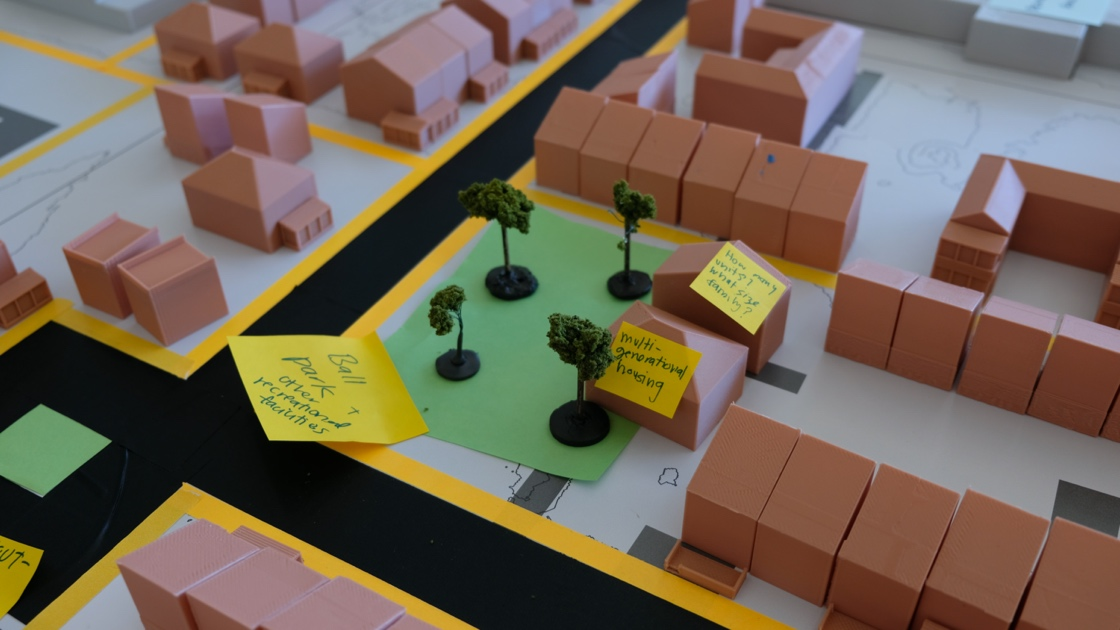 Ball
park +
other
recreational
facilities
multi-
generational
housing
How many
units?
what size
family?